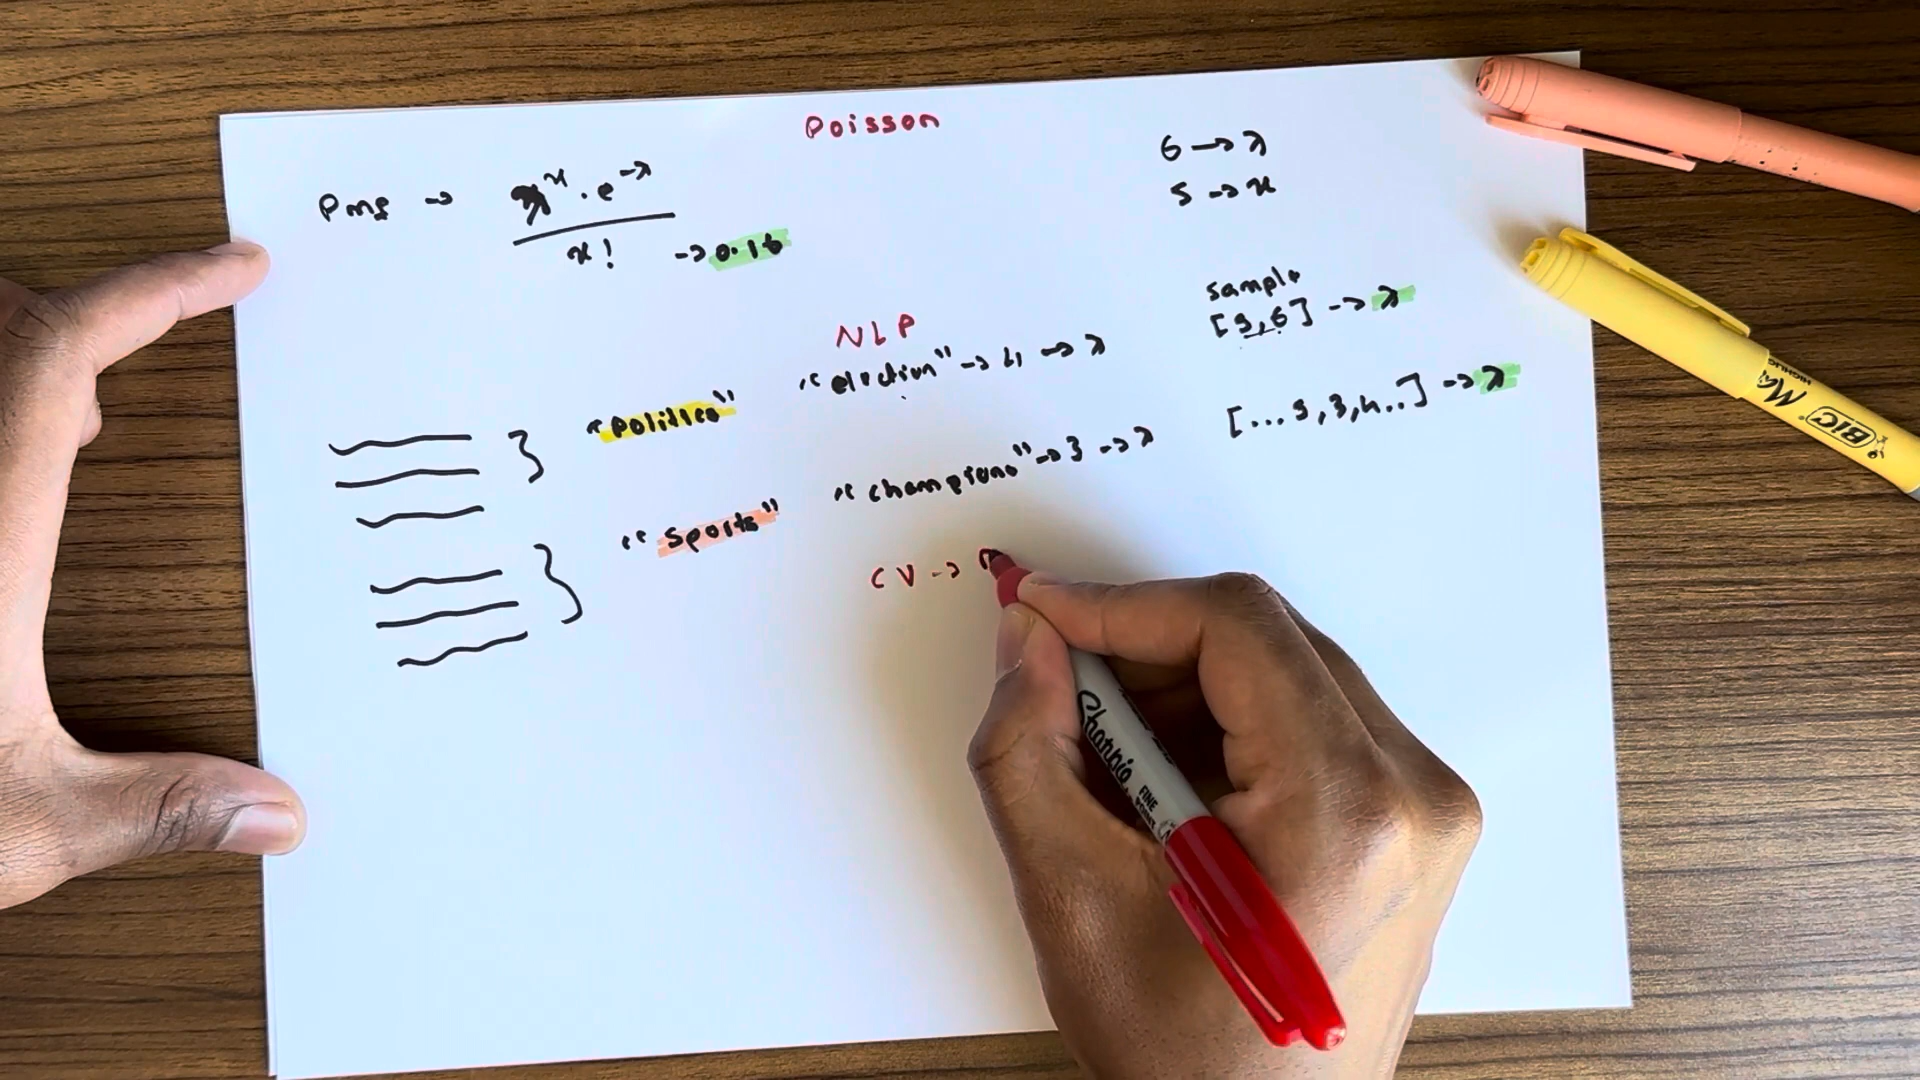 Poisson
Pmf → λ^x . e^-λ
x! → 0.16
6 → λ
5 → x
sample
[5,6] → λ
[...5,3,4..] → λ
NLP
"politics"
"election" → 4 → λ
"sports"
"champions" → 3 → λ
CV →
Sharpie
FINE
POINT
BIC